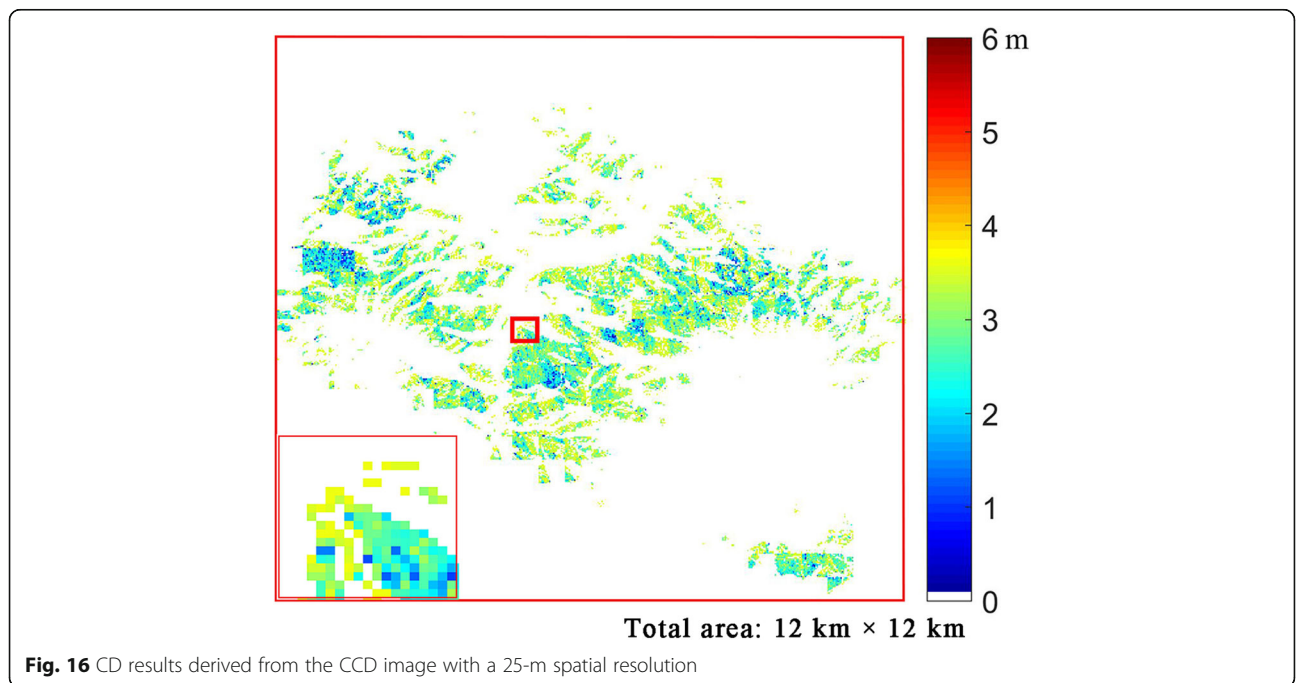 6 m
5
4
3
2
1
0
Total area: 12 km × 12 km
Fig. 16 CD results derived from the CCD image with a 25-m spatial resolution